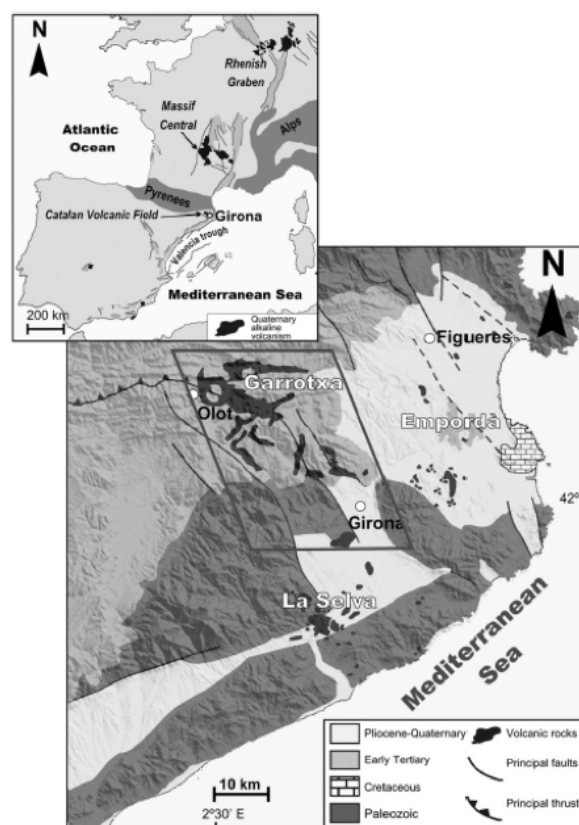 N
Rhenish
Graben
Massif
Central
Atlantic
Ocean
Alps
Pyrenees
Catalan Volcanic Field
Girona
Valencia trough
Mediterranean Sea
200 km
Quaternary
alkaline
volcanism
N
Figueres
Garrotxa
Olot
Emporda
42°
Girona
La Selva
Mediterranean
Sea
10 km
2°30´ E
Pliocene-Quaternary
Volcanic rocks
Early Tertiary
Principal faults
Cretaceous
Principal thrust
Paleozoic